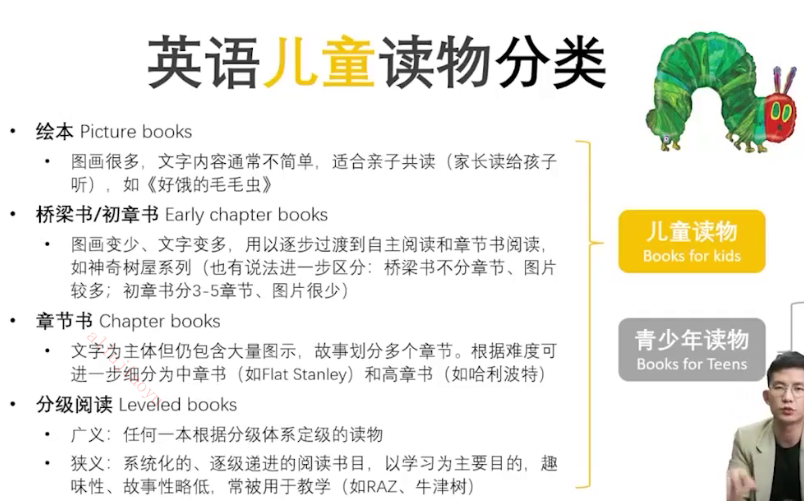 英语儿童读物分类
• 绘本 Picture books
• 图画很多，文字内容通常不简单，适合亲子共读（家长读给孩子
听），如《好饿的毛毛虫》
• 桥梁书/初章书 Early chapter books
• 图画变少、文字变多，用以逐步过渡到自主阅读和章节书阅读，
如神奇树屋系列（也有说法进一步区分：桥梁书不分章节、图片
较多；初章书分3-5章节、图片很少）
• 章节书 Chapter books
• 文字为主体但仍包含大量图示，故事划分多个章节。根据难度可
进一步细分为中章书（如Flat Stanley）和高章书（如哈利波特）
• 分级阅读 Leveled books
• 广义：任何一本根据分级体系定级的读物
• 狭义：系统化的、逐级递进的阅读书目，以学习为主要目的，趣
味性、故事性略低，常被用于教学（如RAZ、牛津树）
儿童读物
Books for kids
青少年读物
Books for Teens